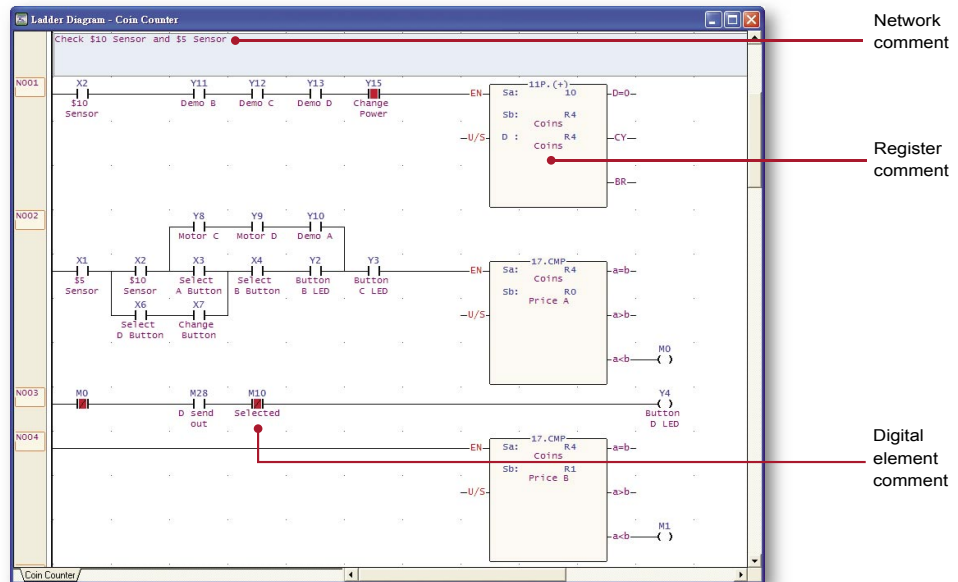 Ladder Diagram - Coin Counter
Check $10 Sensor and $5 Sensor
Network
comment
N001
X2
Y11
Y12
Y13
Y15
$10
Sensor
Demo B
Demo C
Demo D
Change
Power
11P.(+)
EN
Sa: 10
D=0
Sb: R4
Coins
U/S
D : R4
Coins
CY
BR
Register
comment
N002
Y8
Y9
Y10
Motor C
Motor D
Demo A
X1
X2
X3
X4
Y2
Y3
$5
Sensor
$10
Sensor
Select
A Button
Select
B Button
Button
B LED
Button
C LED
X6
X7
Select
D Button
Change
Button
17.CMP
EN
Sa: R4
Coins
a=b
Sb: R0
Price A
U/S
a>b
a<b
M0
( )
N003
M0
M28
M10
Y4
D send
out
Selected
( )
Button
D LED
N004
17.CMP
EN
Sa: R4
Coins
a=b
Sb: R1
Price B
U/S
a>b
a<b
M1
( )
Digital
element
comment
Coin Counter